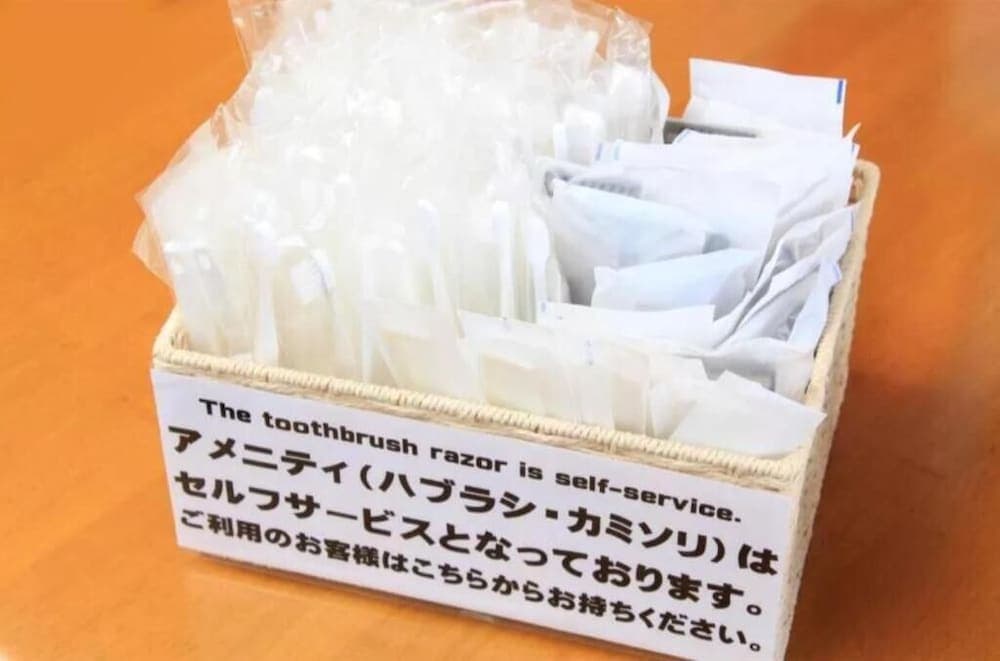 The toothbrush razor is self-service.
アメニティ(ハブラシ・カミソリ)は
セルフサービスとなっております。
ご利用のお客様はこちらからお持ちください。